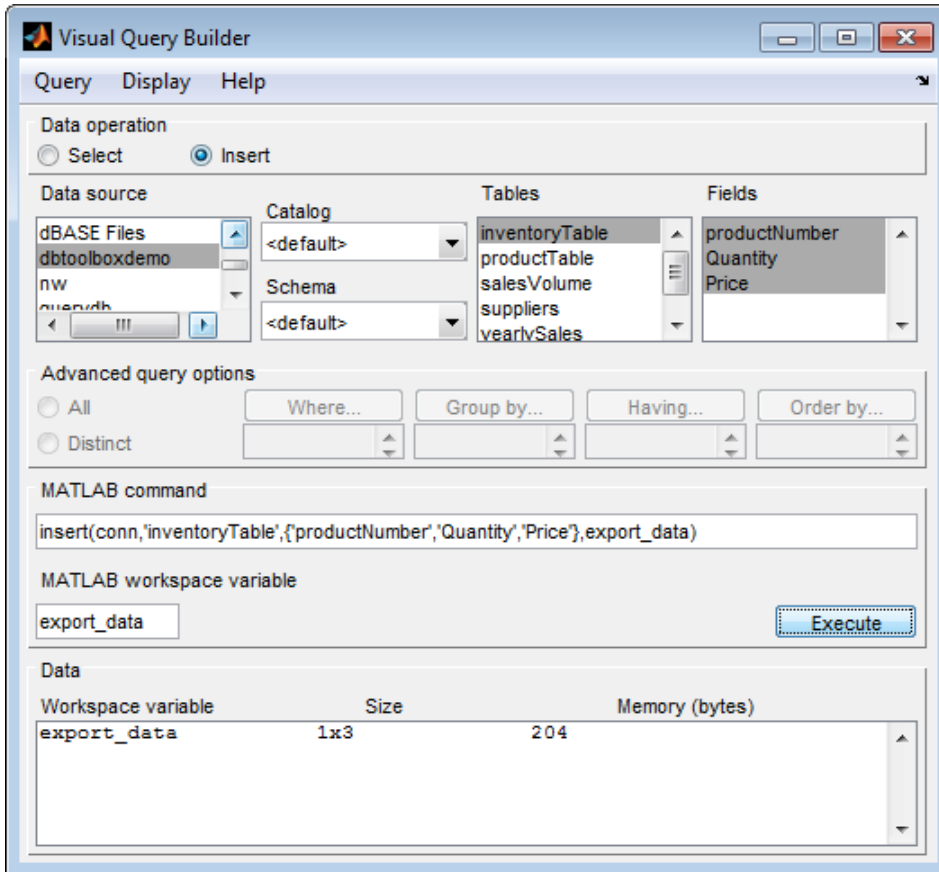 Visual Query Builder
Query Display Help
Data operation
Select Insert
Data source
dBASE Files
dbtoolboxdemo
nw
querydb
Catalog
<default>
Schema
<default>
Tables
inventoryTable
productTable
salesVolume
suppliers
yearlySales
Fields
productNumber
Quantity
Price
Advanced query options
All
Distinct
Where... Group by... Having... Order by...
MATLAB command
insert(conn,'inventoryTable',{'productNumber','Quantity','Price'},export_data)
MATLAB workspace variable
export_data
Execute
Data
Workspace variable Size Memory (bytes)
export_data 1x3 204